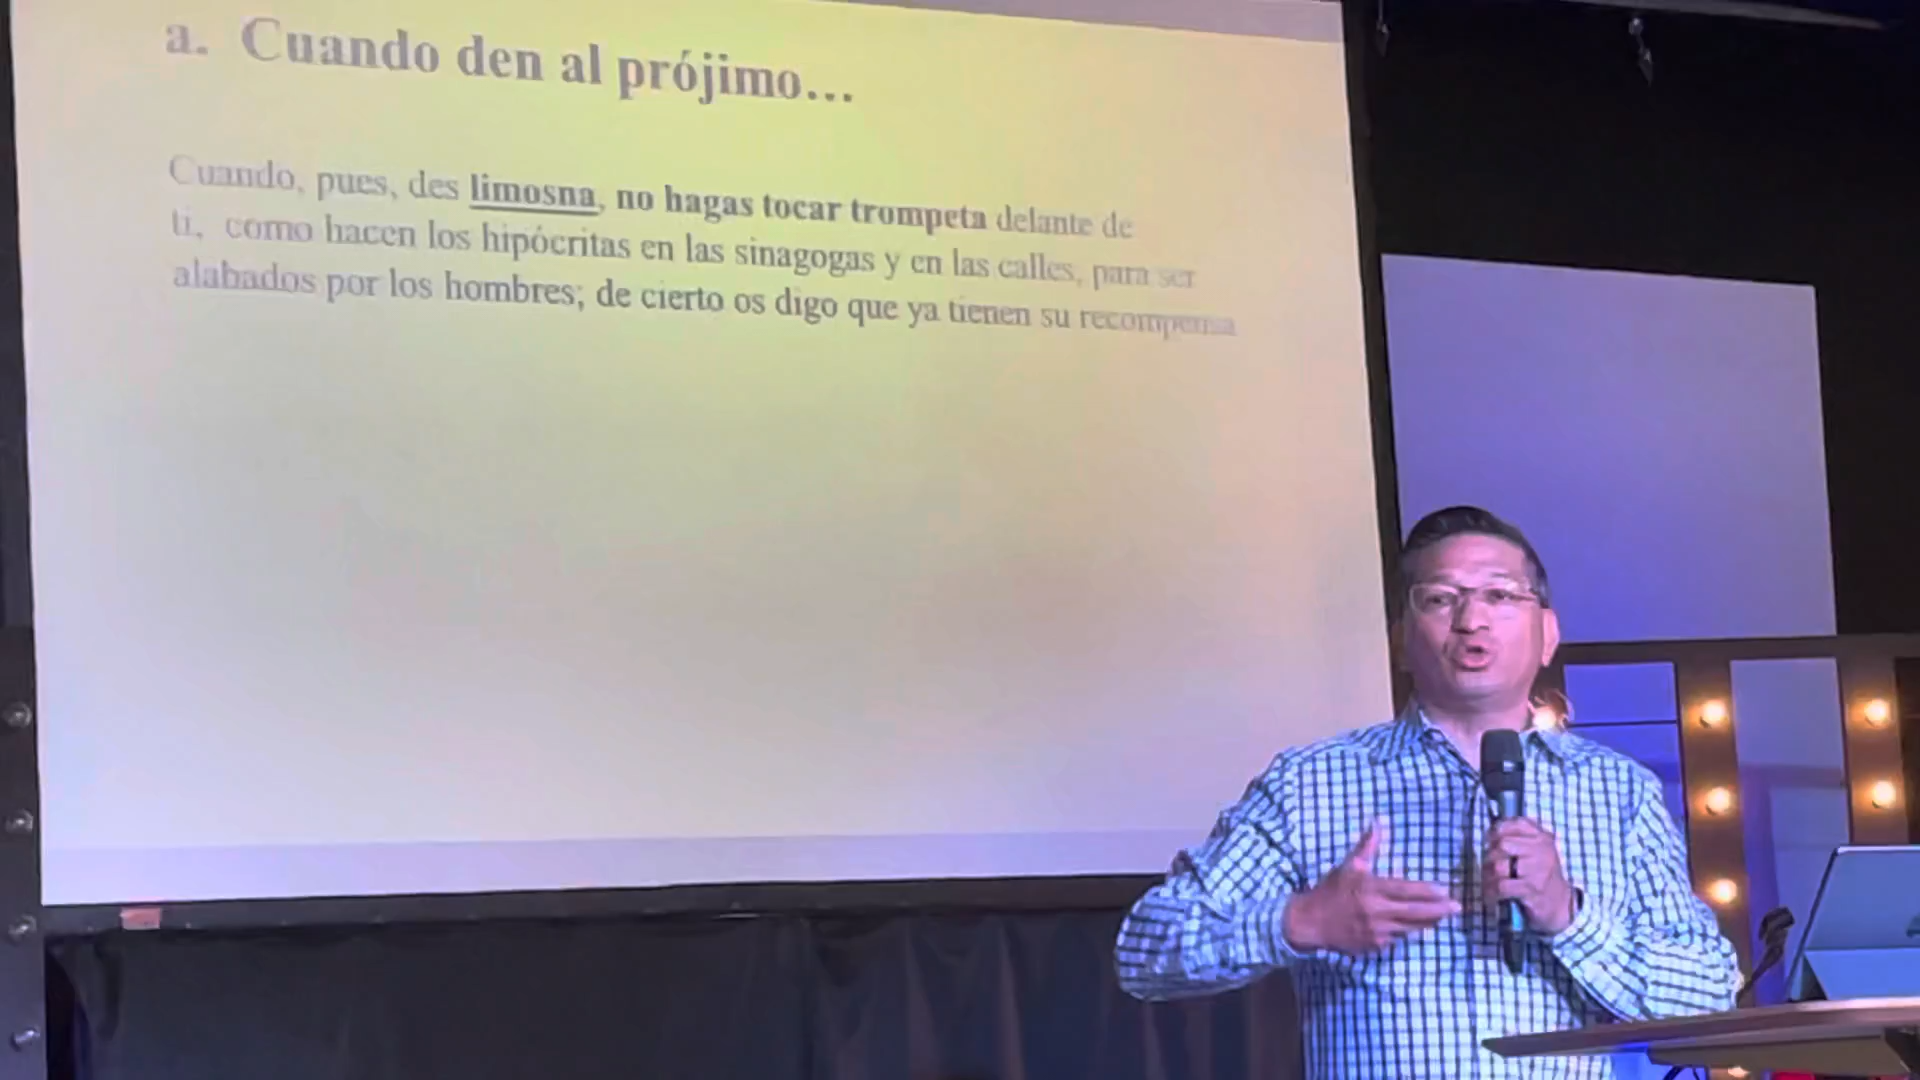 a. Cuando den al prójimo...
Cuando, pues, des limosna, no hagas tocar trompeta delante de
ti, como hacen los hipócritas en las sinagogas y en las calles, para ser
alabados por los hombres; de cierto os digo que ya tienen su recompensa